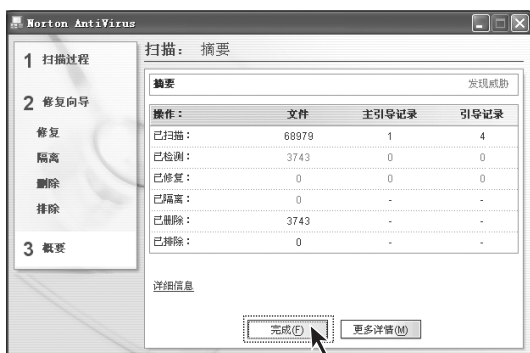 Norton AntiVirus
1 扫描过程
2 修复向导
修复
隔离
删除
排除
3 概要
扫描： 摘要
摘要 发现威胁
操作： 文件 主引导记录 引导记录
已扫描： 68979 1 4
已检测： 3743 0 0
已修复： 0 0 0
已隔离： 0 - -
已删除： 3743 - -
已排除： 0 - -
详细信息
完成(F) 更多详情(M)